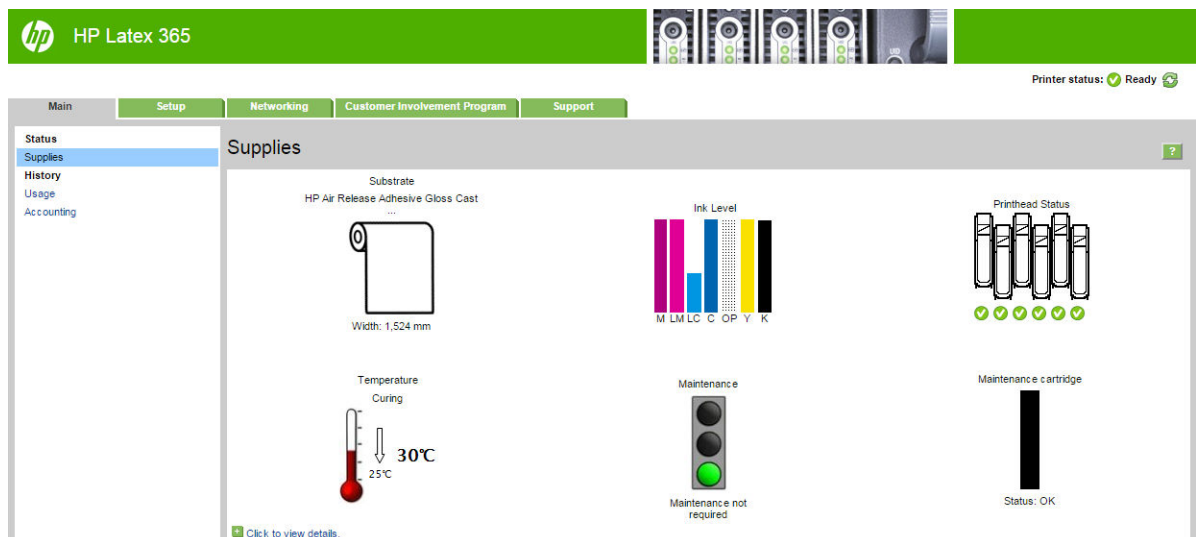 hp HP Latex 365
Printer status: Ready
Main Setup Networking Customer Involvement Program Support
Status
Supplies
History
Usage
Accounting
Supplies
?
Substrate
HP Air Release Adhesive Gloss Cast
...
Width: 1,524 mm
Ink Level
M LM LC C OP Y K
Printhead Status
Temperature
Curing
30℃
25℃
Maintenance
Maintenance not
required
Maintenance cartridge
Status: OK
Click to view details.